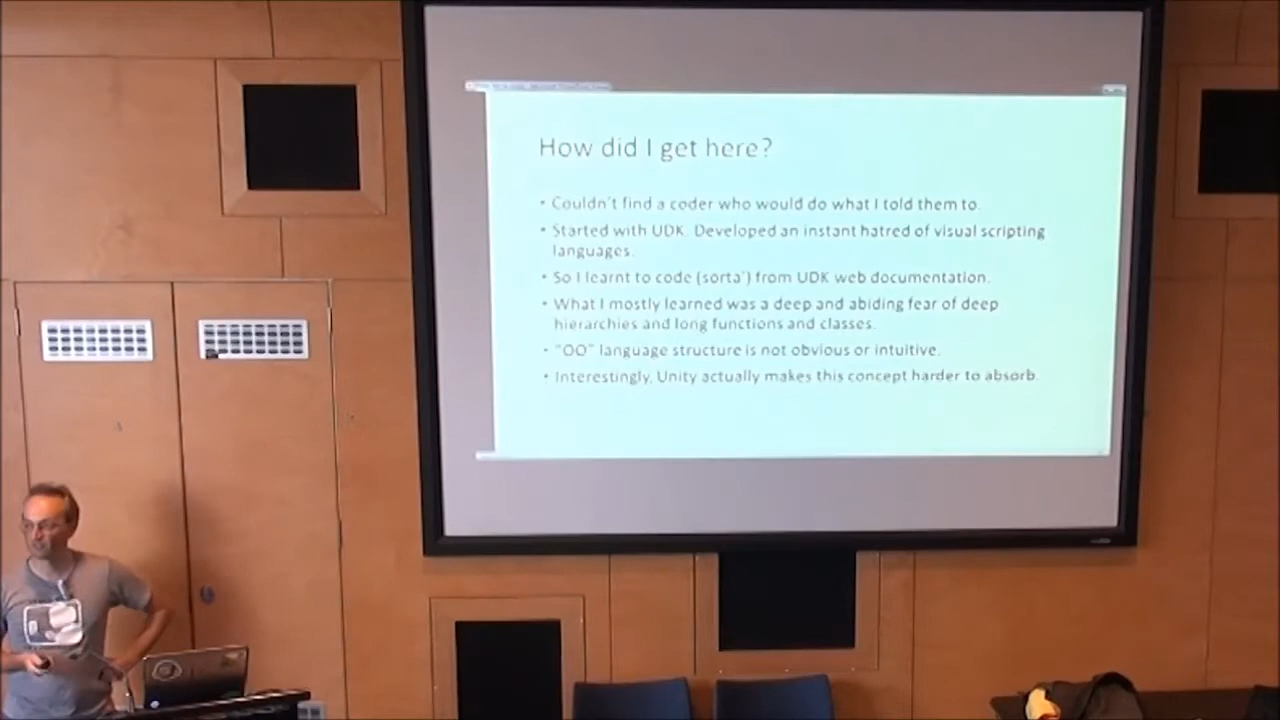 How did I get here?
• Couldn't find a coder who would do what I told them to.
• Started with UDK. Developed an instant hatred of visual scripting
languages.
• So I learnt to code (sorta') from UDK web documentation.
• What I mostly learned was a deep and abiding fear of deep
hierarchies and long functions and classes.
• "OO" language structure is not obvious or intuitive.
• Interestingly, Unity actually makes this concept harder to absorb.